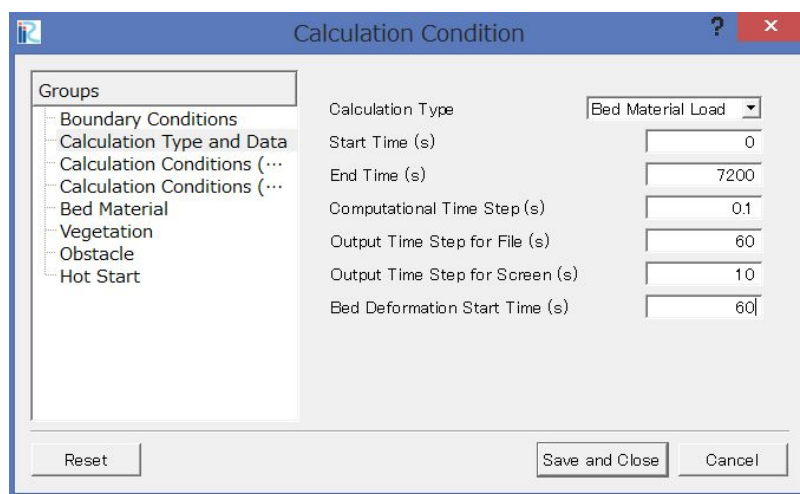 iRIC
Calculation Condition ? ×
Groups
Boundary Conditions
Calculation Type and Data
Calculation Conditions (…
Calculation Conditions (…
Bed Material
Vegetation
Obstacle
Hot Start
Calculation Type Bed Material Load
Start Time (s) 0
End Time (s) 7200
Computational Time Step (s) 0.1
Output Time Step for File (s) 60
Output Time Step for Screen (s) 10
Bed Deformation Start Time (s) 60
Reset Save and Close Cancel